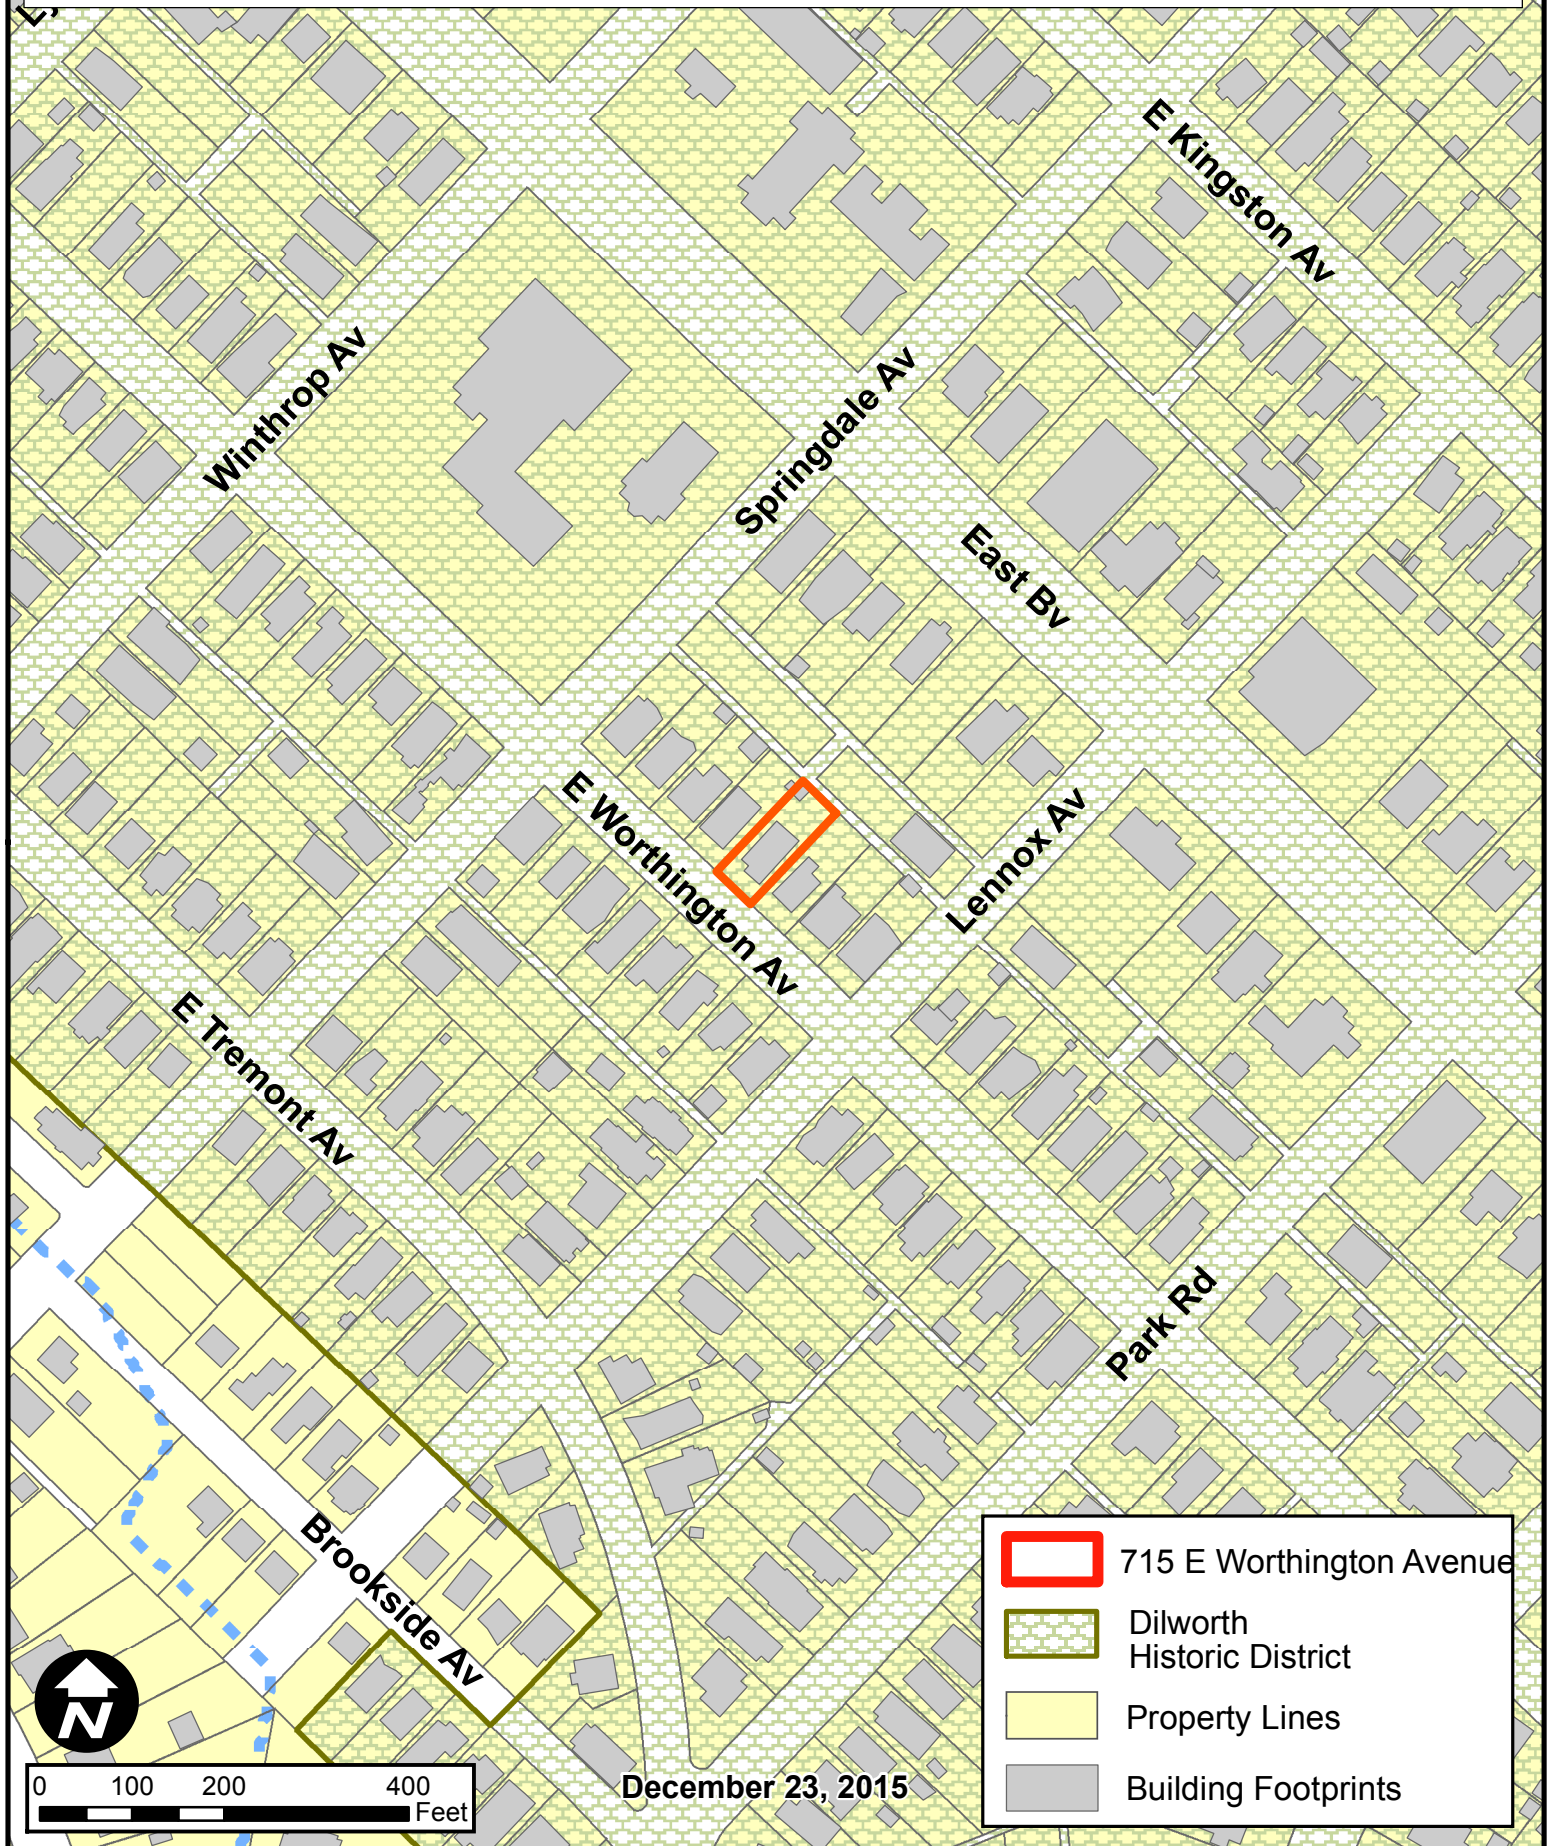 E Kingston Av
Winthrop Av
Springdale Av
East Bv
E Worthington Av
Lennox Av
E Tremont Av
Park Rd
Brookside Av
715 E Worthington Avenue
Dilworth
Historic District
Property Lines
Building Footprints
N
0 100 200 400
Feet
December 23, 2015